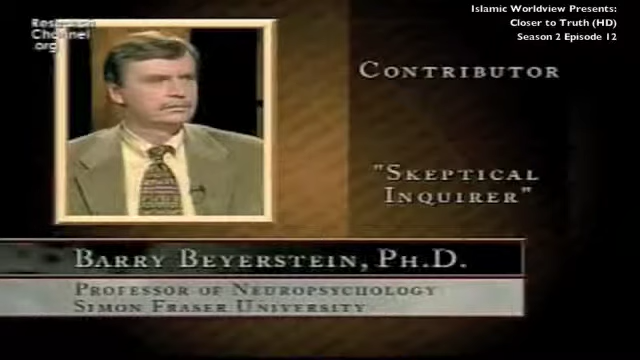 Islamic Worldview Presents:
Closer to Truth (HD)
Season 2 Episode 12
Research
Channel
.org
CONTRIBUTOR
"SKEPTICAL
INQUIRER"
BARRY BEYERSTEIN, PH.D.
PROFESSOR OF NEUROPSYCHOLOGY
SIMON FRASER UNIVERSITY